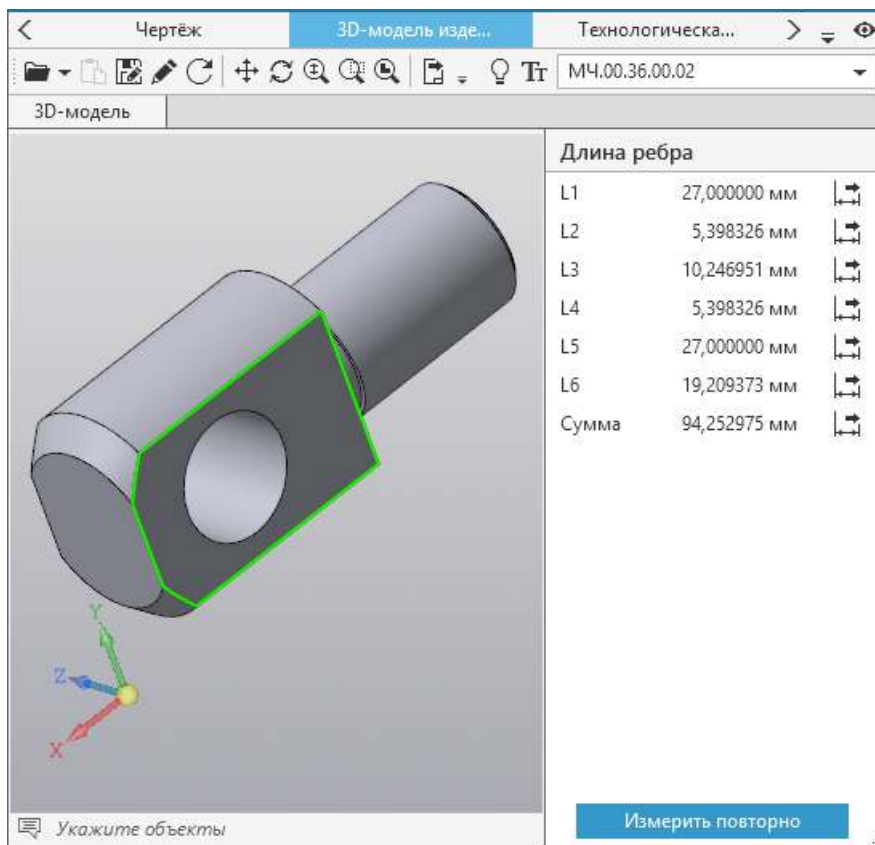 Чертёж 3D-модель изде... Технологическа...
Тт МЧ.00.36.00.02
3D-модель
Длина ребра
L1 27,000000 мм
L2 5,398326 мм
L3 10,246951 мм
L4 5,398326 мм
L5 27,000000 мм
L6 19,209373 мм
Сумма 94,252975 мм
Y
Z
X
Укажите объекты
Измерить повторно